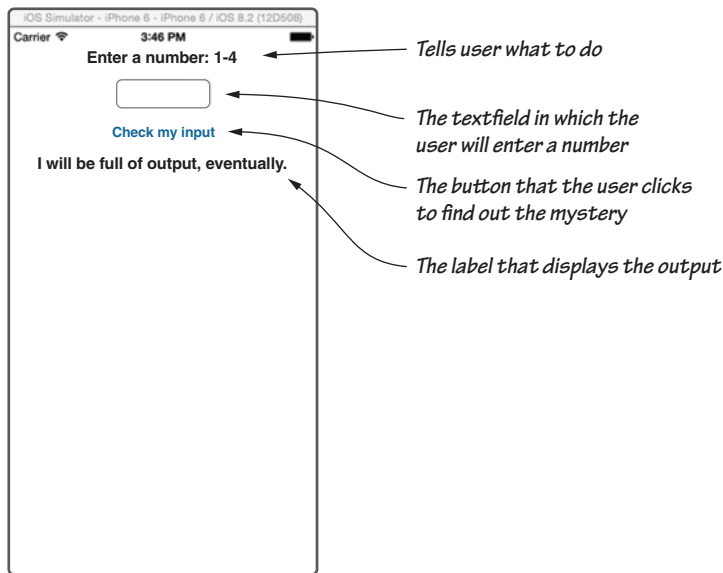 iOS Simulator - iPhone 6 - iPhone 6 / iOS 8.2 (12D508)
Carrier 3:46 PM
Enter a number: 1-4
Tells user what to do
The textfield in which the
user will enter a number
Check my input
The button that the user clicks
to find out the mystery
I will be full of output, eventually.
The label that displays the output